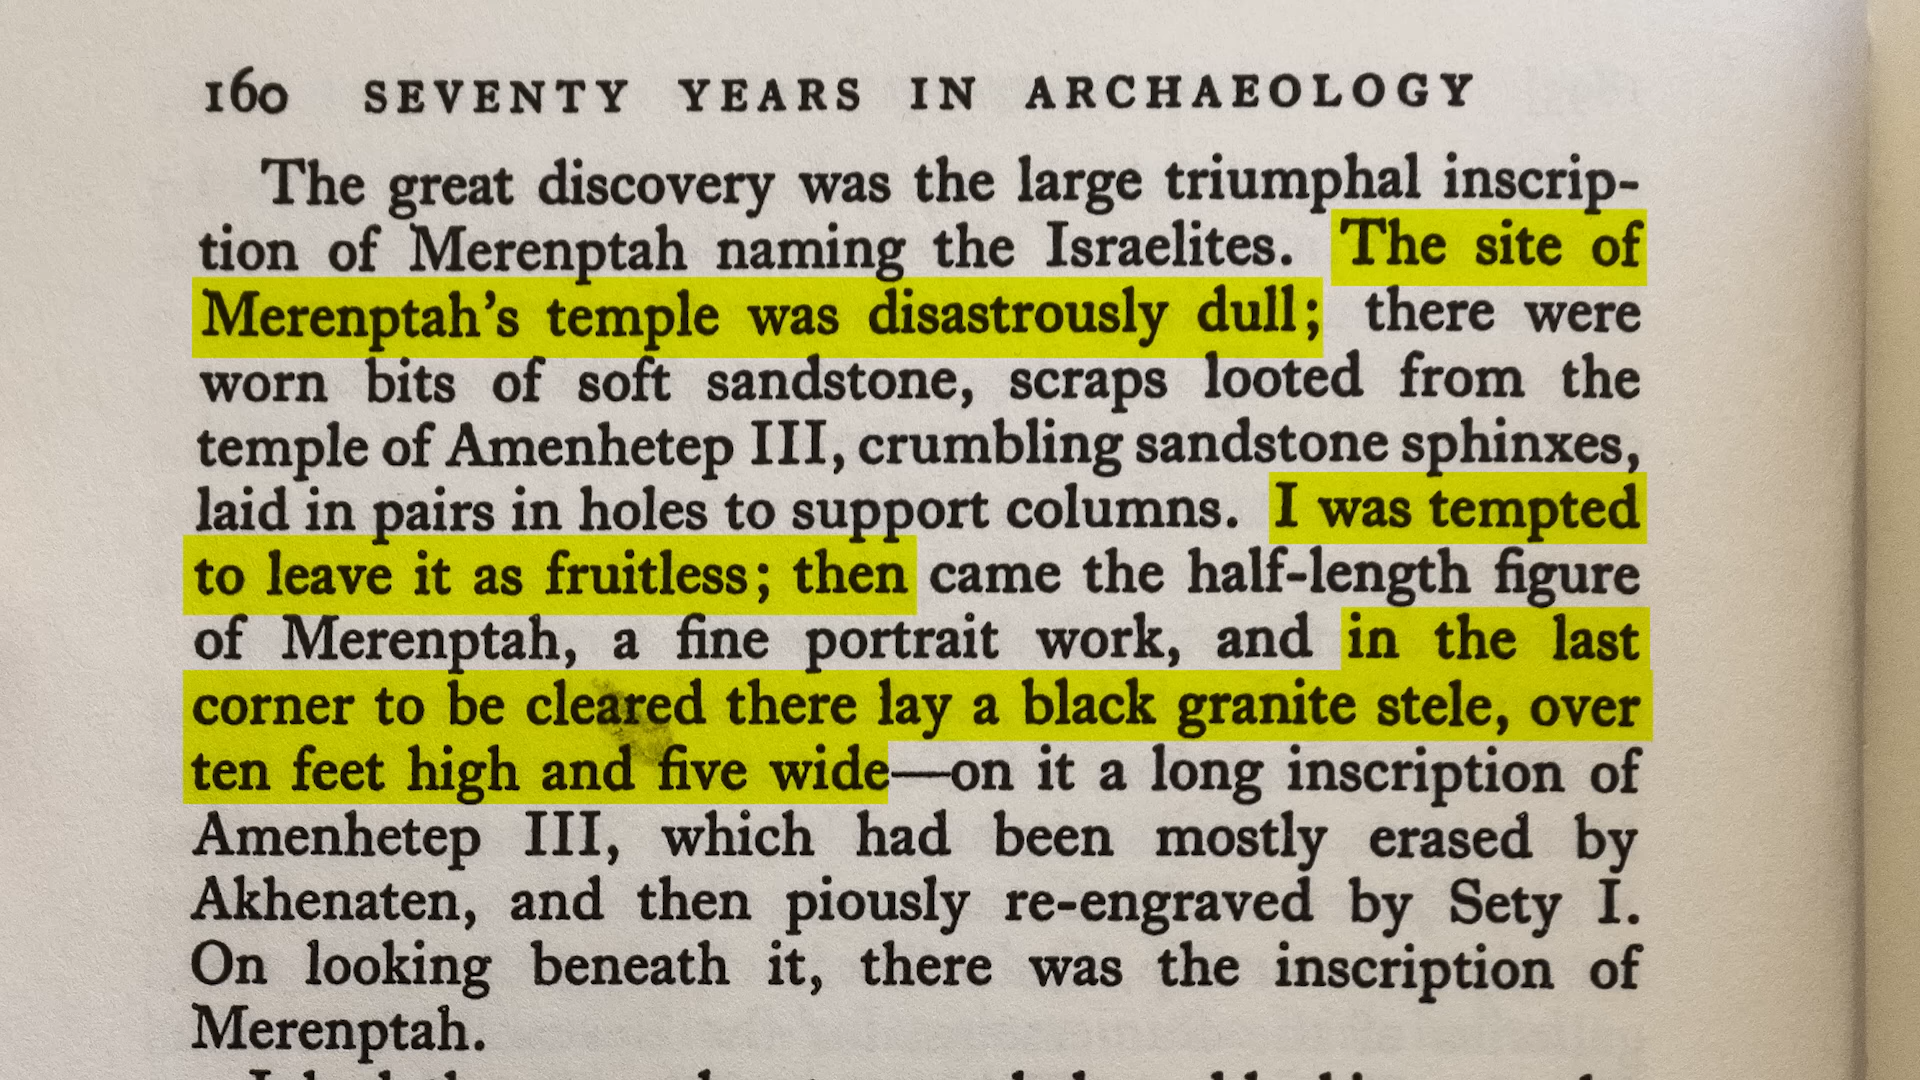 160 SEVENTY YEARS IN ARCHAEOLOGY
The great discovery was the large triumphal inscrip-
tion of Merenptah naming the Israelites. The site of
Merenptah’s temple was disastrously dull; there were
worn bits of soft sandstone, scraps looted from the
temple of Amenhetep III, crumbling sandstone sphinxes,
laid in pairs in holes to support columns. I was tempted
to leave it as fruitless; then came the half-length figure
of Merenptah, a fine portrait work, and in the last
corner to be cleared there lay a black granite stele, over
ten feet high and five wide—on it a long inscription of
Amenhetep III, which had been mostly erased by
Akhenaten, and then piously re-engraved by Sety I.
On looking beneath it, there was the inscription of
Merenptah.